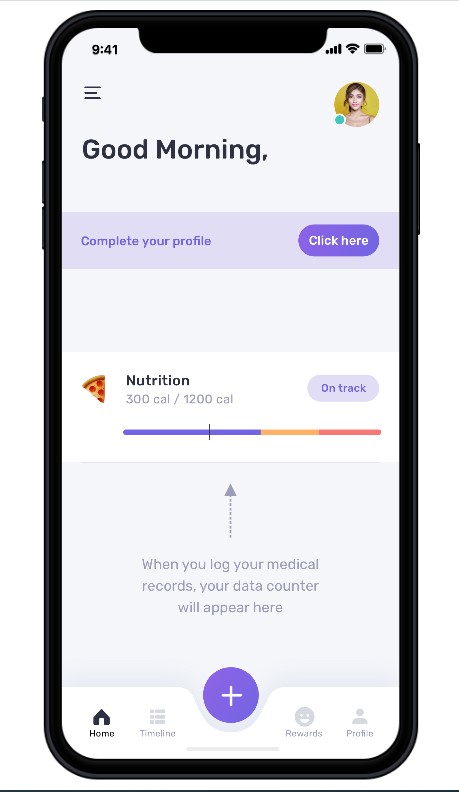 9:41
Good Morning,
Complete your profile
Click here
Nutrition
300 cal / 1200 cal
On track
When you log your medical
records, your data counter
will appear here
Home
Timeline
Rewards
Profile